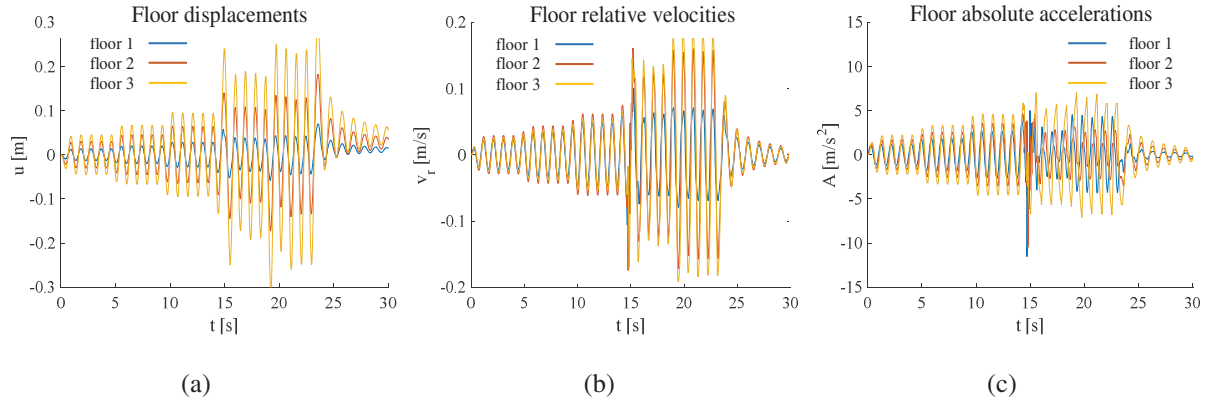 Floor displacements
0.3
0.2
0.1
0
-0.1
-0.2
0.3
u [m]
floor 1
floor 2
floor 3
0 5 10 15 20 25 30
t [s]
(a)
Floor relative velocities
0.2
0.1
0
-0.1
0.2
v_r [m/s]
floor 1
floor 2
floor 3
0 5 10 15 20 25 30
t [s]
(b)
Floor absolute accelerations
15
10
5
0
-5
-10
-15
A [m/s²]
floor 1
floor 2
floor 3
0 5 10 15 20 25 30
t [s]
(c)